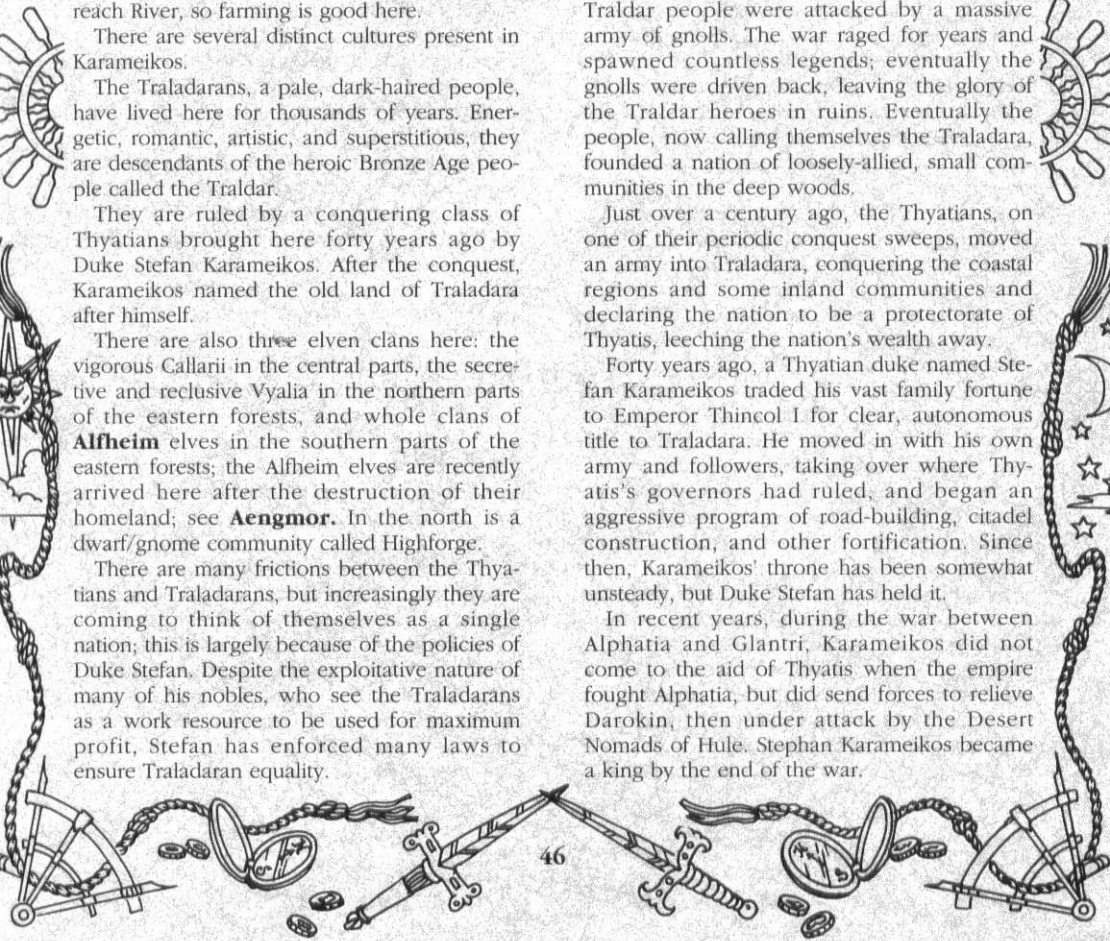 reach River, so farming is good here.
There are several distinct cultures present in
Karameikos.
The Traladarans, a pale, dark-haired people,
have lived here for thousands of years. Ener-
getic, romantic, artistic, and superstitious, they
are descendants of the heroic Bronze Age peo-
ple called the Traldar.
They are ruled by a conquering class of
Thyatians brought here forty years ago by
Duke Stefan Karameikos. After the conquest,
Karameikos named the old land of Traladara
after himself.
There are also three elven clans here: the
vigorous Callarii in the central parts, the secre-
tive and reclusive Vyalia in the northern parts
of the eastern forests, and whole clans of
Alfheim elves in the southern parts of the
eastern forests; the Alfheim elves are recently
arrived here after the destruction of their
homeland; see Aengmor. In the north is a
dwarf/gnome community called Highforge.
There are many frictions between the Thya-
tians and Traladarans, but increasingly they are
coming to think of themselves as a single
nation; this is largely because of the policies of
Duke Stefan. Despite the exploitative nature of
many of his nobles, who see the Traladarans
as a work resource to be used for maximum
profit, Stefan has enforced many laws to
ensure Traladaran equality.
Traldar people were attacked by a massive
army of gnolls. The war raged for years and
spawned countless legends; eventually the
gnolls were driven back, leaving the glory of
the Traldar heroes in ruins. Eventually the
people, now calling themselves the Traladara,
founded a nation of loosely-allied, small com-
munities in the deep woods.
Just over a century ago, the Thyatians, on
one of their periodic conquest sweeps, moved
an army into Traladara, conquering the coastal
regions and some inland communities and
declaring the nation to be a protectorate of
Thyatis, leeching the nation's wealth away.
Forty years ago, a Thyatian duke named Ste-
fan Karameikos traded his vast family fortune
to Emperor Thincol I for clear, autonomous
title to Traladara. He moved in with his own
army and followers, taking over where Thy-
atis's governors had ruled, and began an
aggressive program of road-building, citadel
construction, and other fortification. Since
then, Karameikos' throne has been somewhat
unsteady, but Duke Stefan has held it.
In recent years, during the war between
Alphatia and Glantri, Karameikos did not
come to the aid of Thyatis when the empire
fought Alphatia, but did send forces to relieve
Darokin, then under attack by the Desert
Nomads of Hule. Stephan Karameikos became
a king by the end of the war.
46